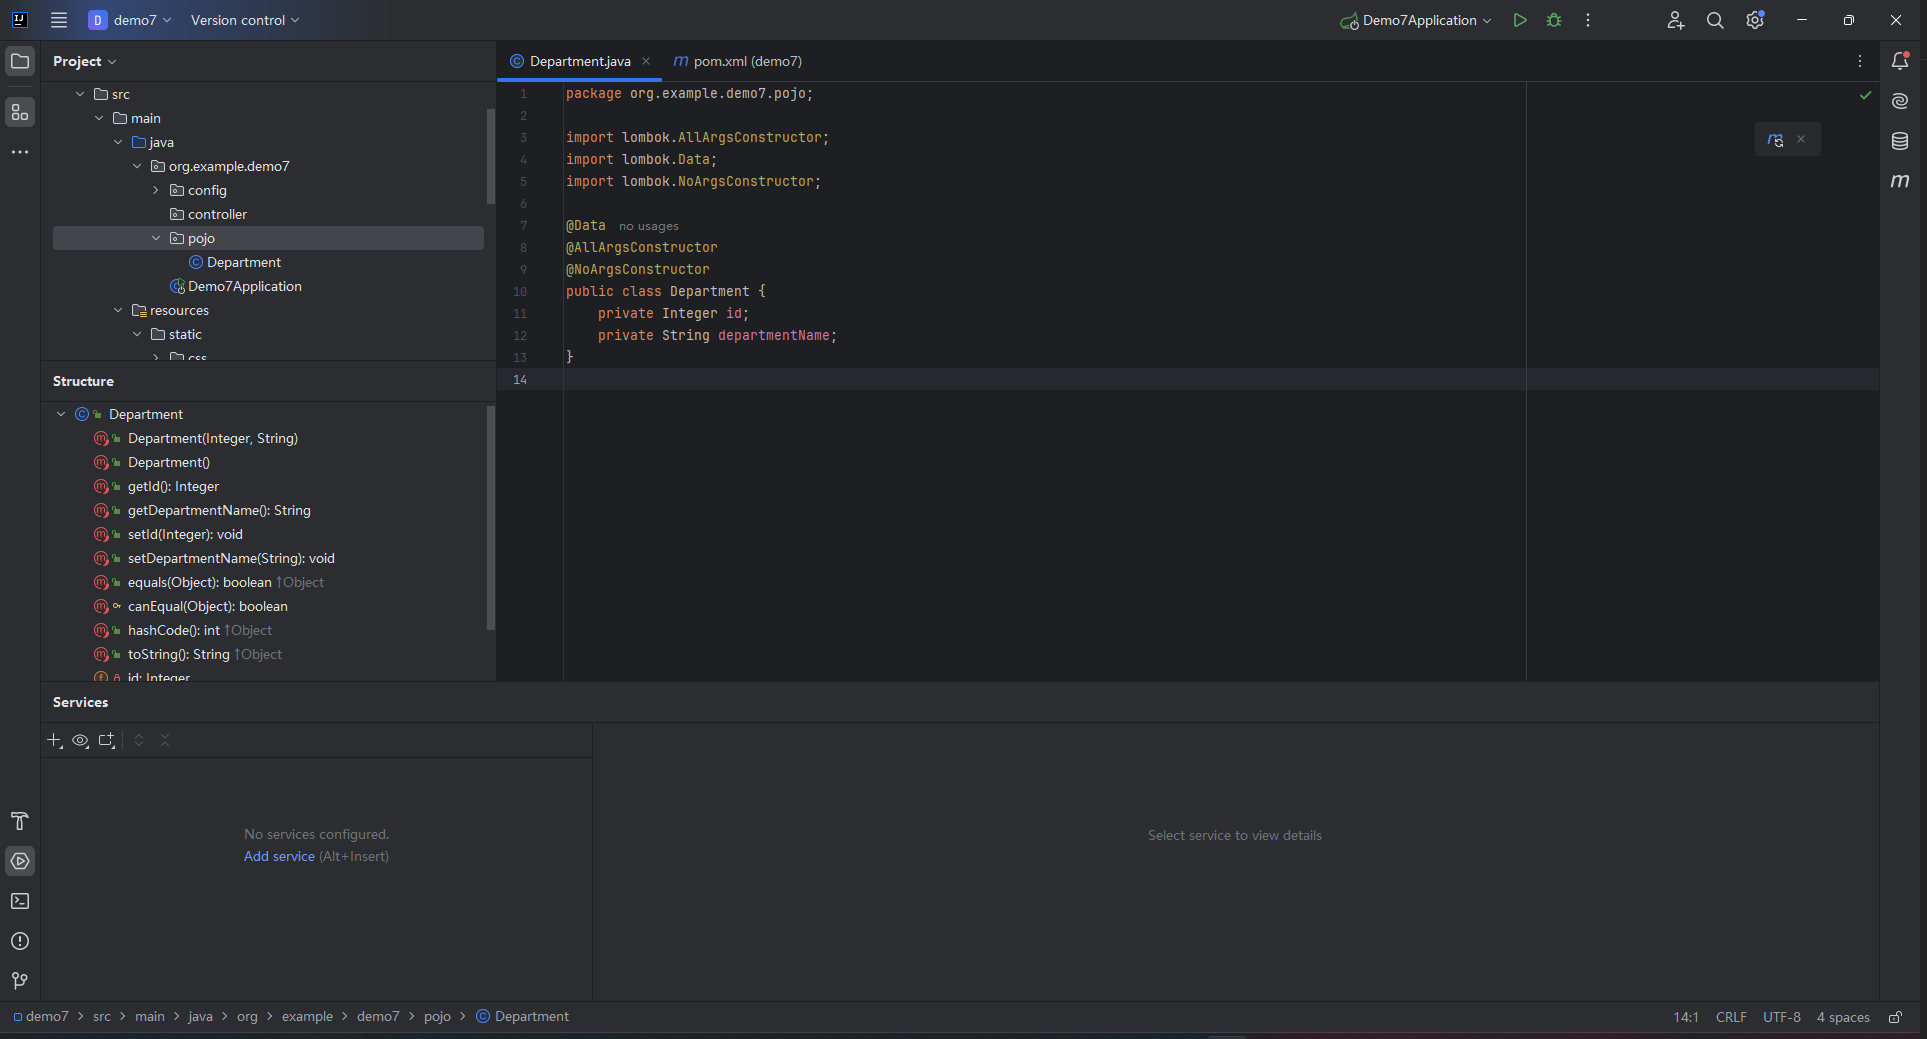 D demo7
Version control
Demo7Application
Project
src
main
java
org.example.demo7
config
controller
pojo
Department
Demo7Application
resources
static
css
Structure
Department
Department(Integer, String)
Department()
getId(): Integer
getDepartmentName(): String
setId(Integer): void
setDepartmentName(String): void
equals(Object): boolean ↑Object
canEqual(Object): boolean
hashCode(): int ↑Object
toString(): String ↑Object
id: Integer
Department.java
pom.xml (demo7)
1 package org.example.demo7.pojo;
2
3 import lombok.AllArgsConstructor;
4 import lombok.Data;
5 import lombok.NoArgsConstructor;
6
7 @Data no usages
8 @AllArgsConstructor
9 @NoArgsConstructor
10 public class Department {
11     private Integer id;
12     private String departmentName;
13 }
14
Services
No services configured.
Add service (Alt+Insert)
Select service to view details
demo7 > src > main > java > org > example > demo7 > pojo > Department
14:1 CRLF UTF-8 4 spaces